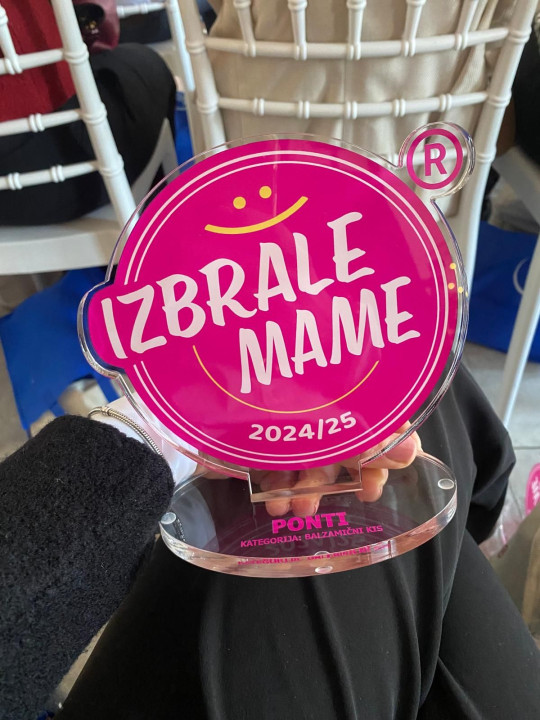 ®
IZBRALE
MAME
2024/25
PONTI
KATEGORIJA: BALZAMIČNI KIS